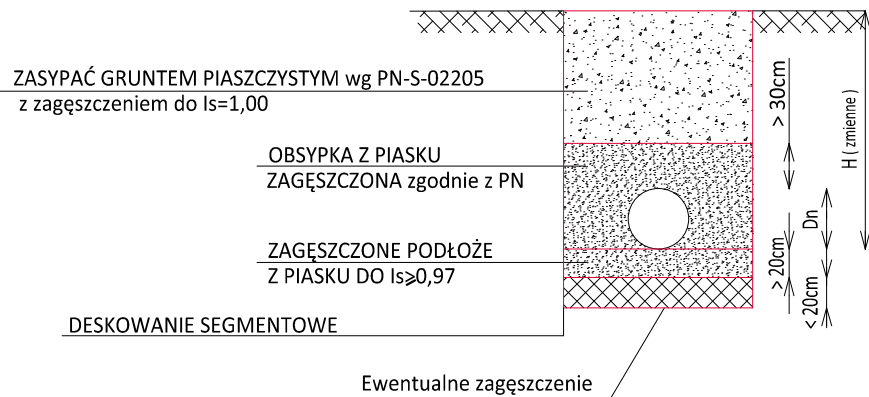 ZASYPAĆ GRUNTEM PIASZCZYSTYM wg PN-S-02205
z zagęszczeniem do Is=1,00
OBSYPKA Z PIASKU
ZAGĘSZCZONA zgodnie z PN
ZAGĘSZCZONE PODŁOŻE
Z PIASKU DO Is⩾0,97
DESKOWANIE SEGMENTOWE
Ewentualne zagęszczenie
> 30cm
Dn
> 20cm
< 20cm
H ( zmienne )